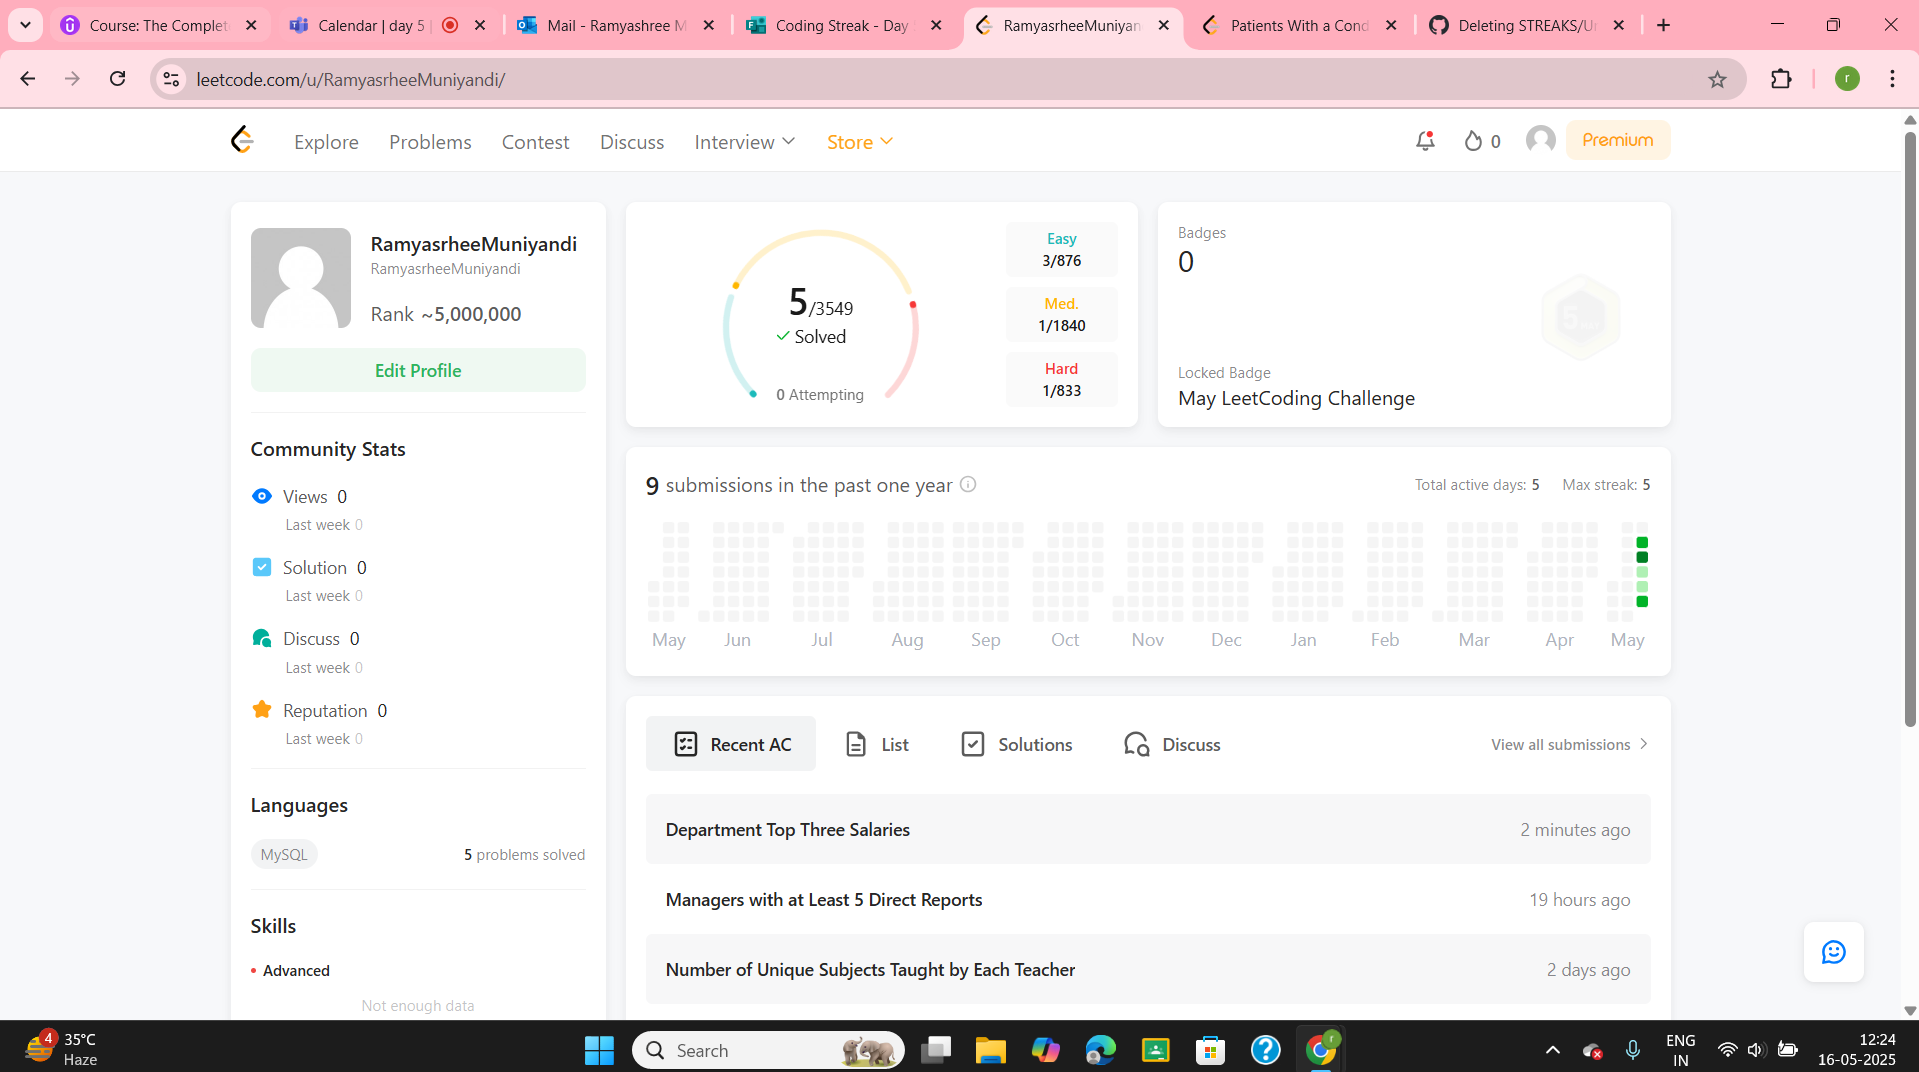 Course: The Complet
Calendar | day 5 |
Mail - Ramyashree M
Coding Streak - Day
RamyasrheeMuniyan
Patients With a Cond
Deleting STREAKS/Ur
leetcode.com/u/RamyasrheeMuniyandi/
r
Explore
Problems
Contest
Discuss
Interview
Store
0
Premium
RamyasrheeMuniyandi
RamyasrheeMuniyandi
Rank ~5,000,000
Edit Profile
Community Stats
Views 0
Last week 0
Solution 0
Last week 0
Discuss 0
Last week 0
Reputation 0
Last week 0
Languages
MySQL
5 problems solved
Skills
Advanced
Not enough data
5/3549
Solved
0 Attempting
Easy
3/876
Med.
1/1840
Hard
1/833
Badges
0
Locked Badge
May LeetCoding Challenge
9 submissions in the past one year
Total active days: 5
Max streak: 5
May Jun Jul Aug Sep Oct Nov Dec Jan Feb Mar Apr May
Recent AC
List
Solutions
Discuss
View all submissions
Department Top Three Salaries
2 minutes ago
Managers with at Least 5 Direct Reports
19 hours ago
Number of Unique Subjects Taught by Each Teacher
2 days ago
4
35°C
Haze
Search
r
ENG
IN
12:24
16-05-2025